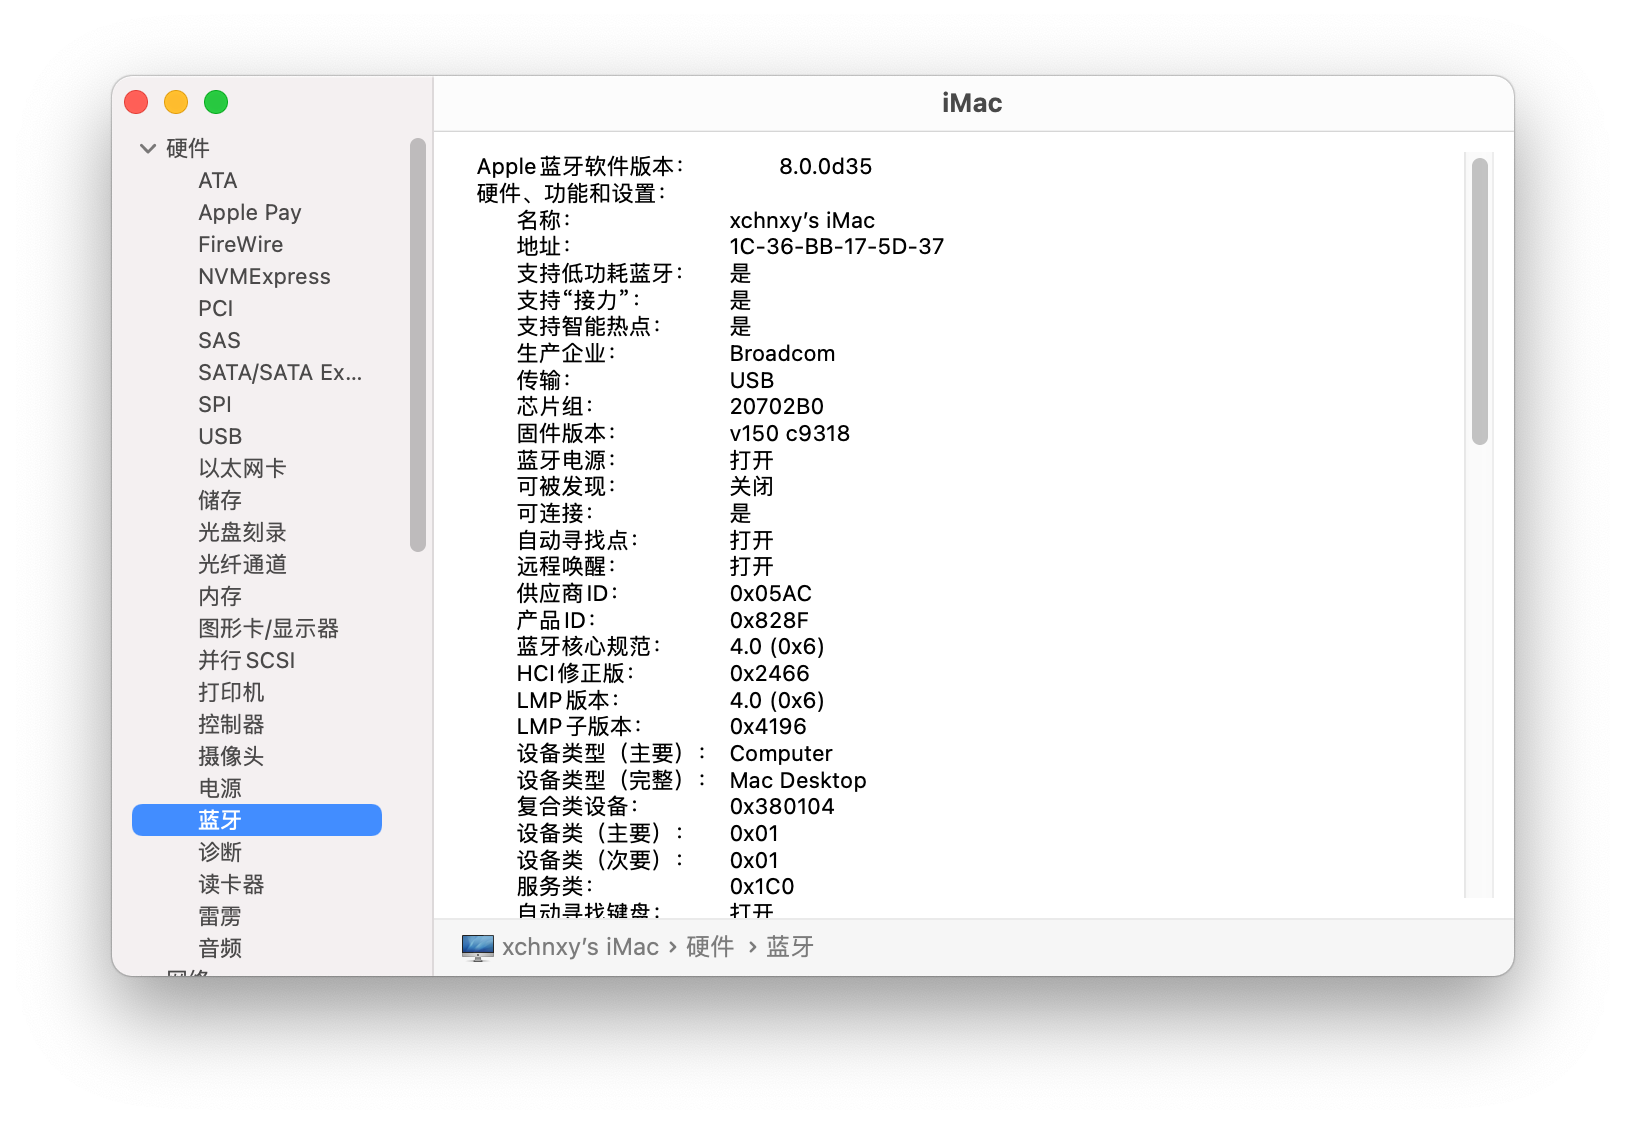 iMac
硬件
ATA
Apple Pay
FireWire
NVMExpress
PCI
SAS
SATA/SATA Ex...
SPI
USB
以太网卡
储存
光盘刻录
光纤通道
内存
图形卡/显示器
并行 SCSI
打印机
控制器
摄像头
电源
蓝牙
诊断
读卡器
雷雳
音频
网络
Apple 蓝牙软件版本: 8.0.0d35
硬件、功能和设置:
名称: xchnxy’s iMac
地址: 1C-36-BB-17-5D-37
支持低功耗蓝牙: 是
支持“接力”: 是
支持智能热点: 是
生产企业: Broadcom
传输: USB
芯片组: 20702B0
固件版本: v150 c9318
蓝牙电源: 打开
可被发现: 关闭
可连接: 是
自动寻找点: 打开
远程唤醒: 打开
供应商 ID: 0x05AC
产品 ID: 0x828F
蓝牙核心规范: 4.0 (0x6)
HCI 修正版: 0x2466
LMP 版本: 4.0 (0x6)
LMP 子版本: 0x4196
设备类型（主要）: Computer
设备类型（完整）: Mac Desktop
复合类设备: 0x380104
设备类（主要）: 0x01
设备类（次要）: 0x01
服务类: 0x1C0
自动寻找键盘: 打开
xchnxy’s iMac › 硬件 › 蓝牙